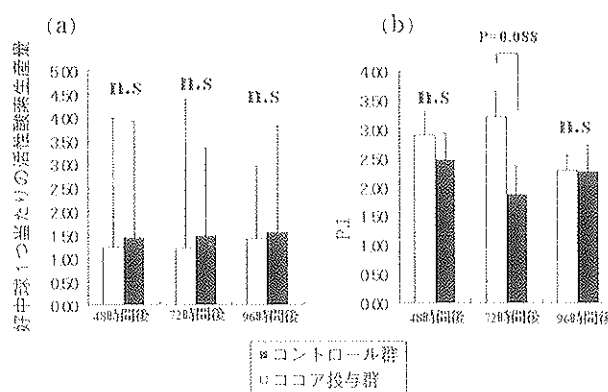 (a)
(b)
好中球1つ当たりの活性酸素生産量
5.00
4.50
4.00
3.50
3.00
2.50
2.00
1.50
1.00
0.50
0.00
n.s
n.s
n.s
48時間後
72時間後
96時間後
P=0.088
P.I
4.00
3.50
3.00
2.50
2.00
1.50
1.00
0.50
0.00
n.s
n.s
48時間後
72時間後
96時間後
■コントロール群
□ココア投与群